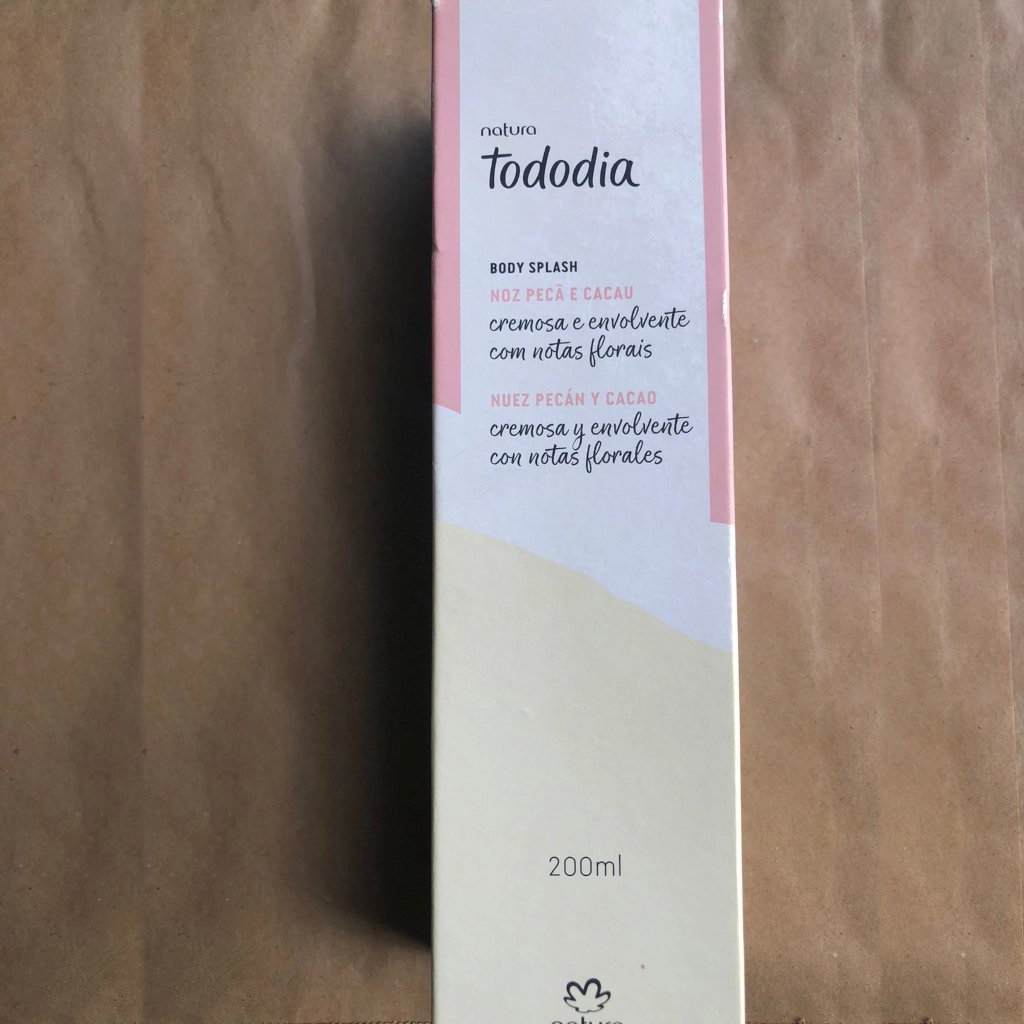 natura
tododia
BODY SPLASH
NOZ PECÃ E CACAU
cremosa e envolvente
com notas florais
NUEZ PECÁN Y CACAO
cremosa y envolvente
con notas florales
200ml
natura